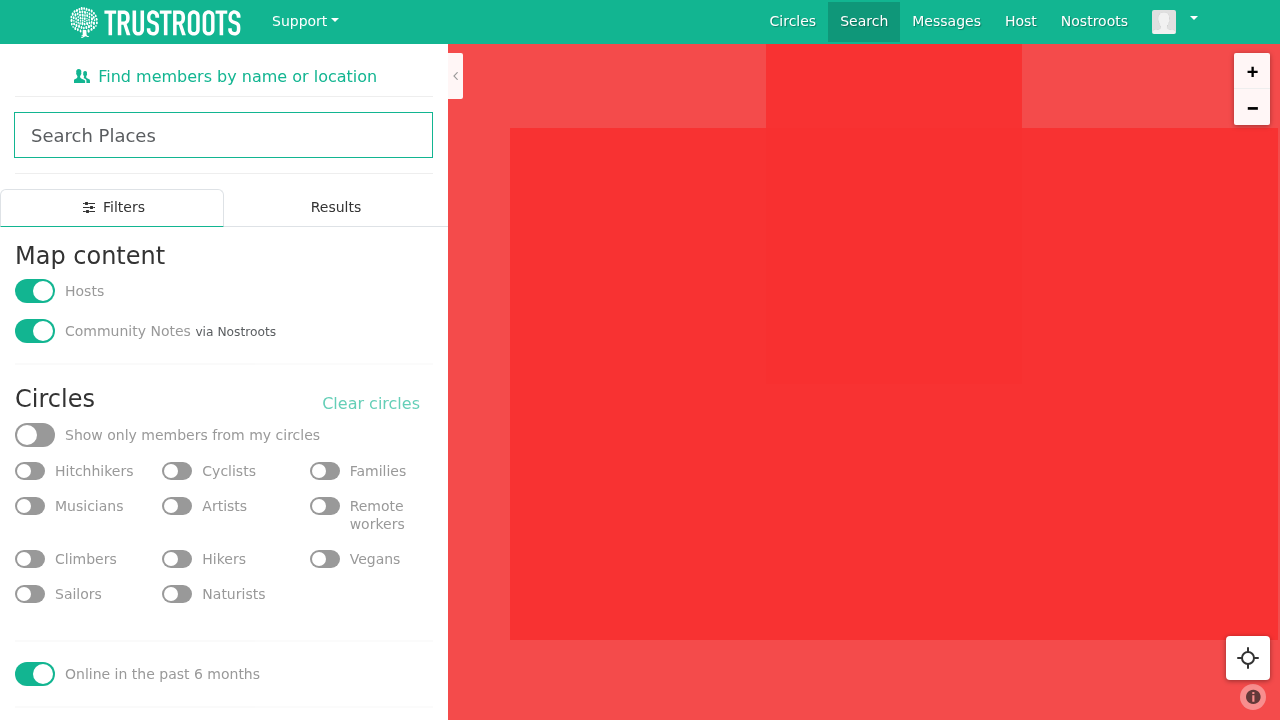 TRUSTROOTS
Support
Circles
Search
Messages
Host
Nostroots
Find members by name or location
Search Places
Filters
Results
Map content
Hosts
Community Notes via Nostroots
Circles
Clear circles
Show only members from my circles
Hitchhikers
Cyclists
Families
Musicians
Artists
Remote
workers
Climbers
Hikers
Vegans
Sailors
Naturists
Online in the past 6 months
+
−